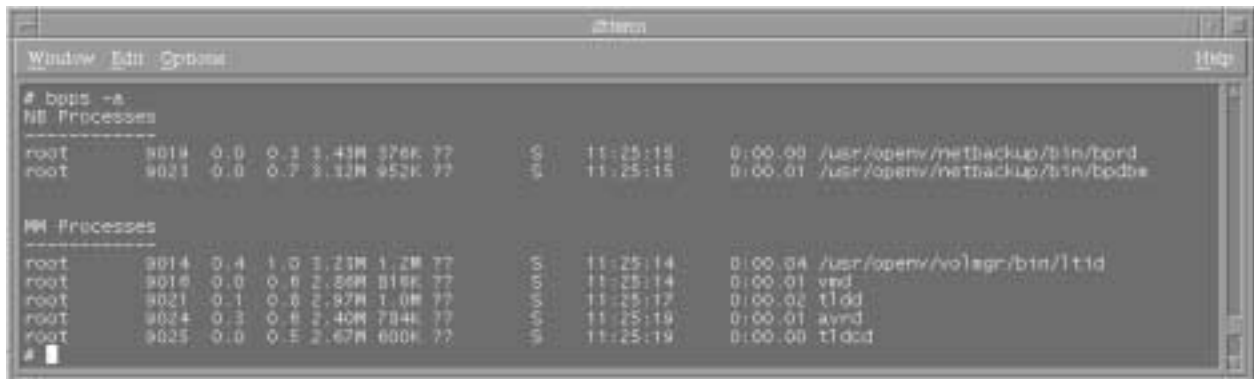 dtterm
Window Edit Options Help
# bpps -a
NB Processes
------------
root 9019 0.0 0.3 3.43M 376K ?? S 11:25:15 0:00.00 /usr/openv/netbackup/bin/bprd
root 9023 0.0 0.7 3.32M 952K ?? S 11:25:15 0:00.01 /usr/openv/netbackup/bin/bpdbm
MM Processes
------------
root 9014 0.4 1.0 3.23M 1.2M ?? S 11:25:14 0:00.04 /usr/openv/volmgr/bin/ltid
root 9016 0.0 0.6 2.86M 816K ?? S 11:25:14 0:00.01 vmd
root 9021 0.1 0.8 2.97M 1.0M ?? S 11:25:17 0:00.02 tldd
root 9024 0.3 0.6 2.40M 784K ?? S 11:25:19 0:00.01 avrd
root 9025 0.0 0.5 2.67M 600K ?? S 11:25:19 0:00.00 tldcd
#